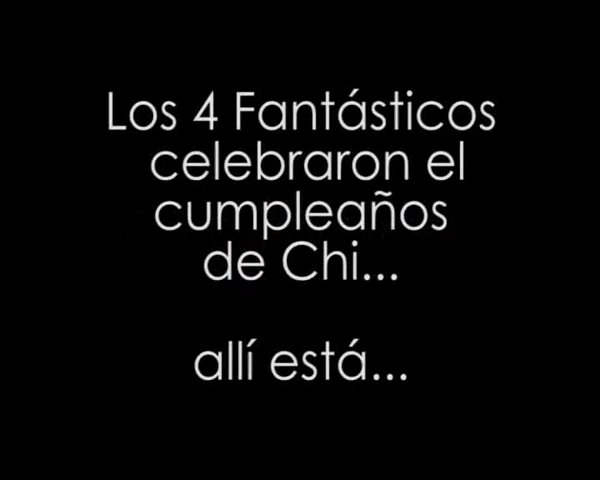 Los 4 Fantásticos
celebraron el
cumpleaños
de Chi...
allí está...